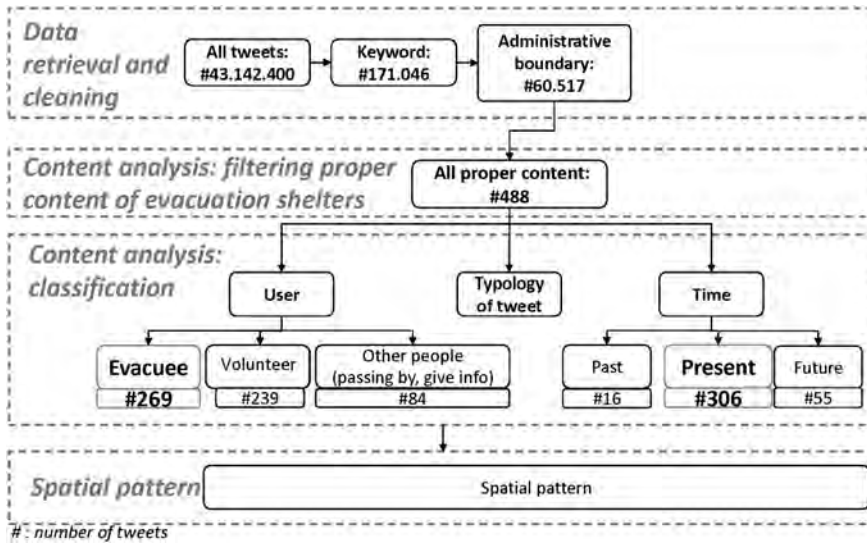 Data
retrieval and
cleaning
All tweets:
#43.142.400
Keyword:
#171.046
Administrative
boundary:
#60.517
Content analysis: filtering proper
content of evacuation shelters
All proper content:
#488
Content analysis:
classification
User
Typology
of tweet
Time
Evacuee
#269
Volunteer
#239
Other people
(passing by, give info)
#84
Past
#16
Present
#306
Future
#55
Spatial pattern
Spatial pattern
# : number of tweets